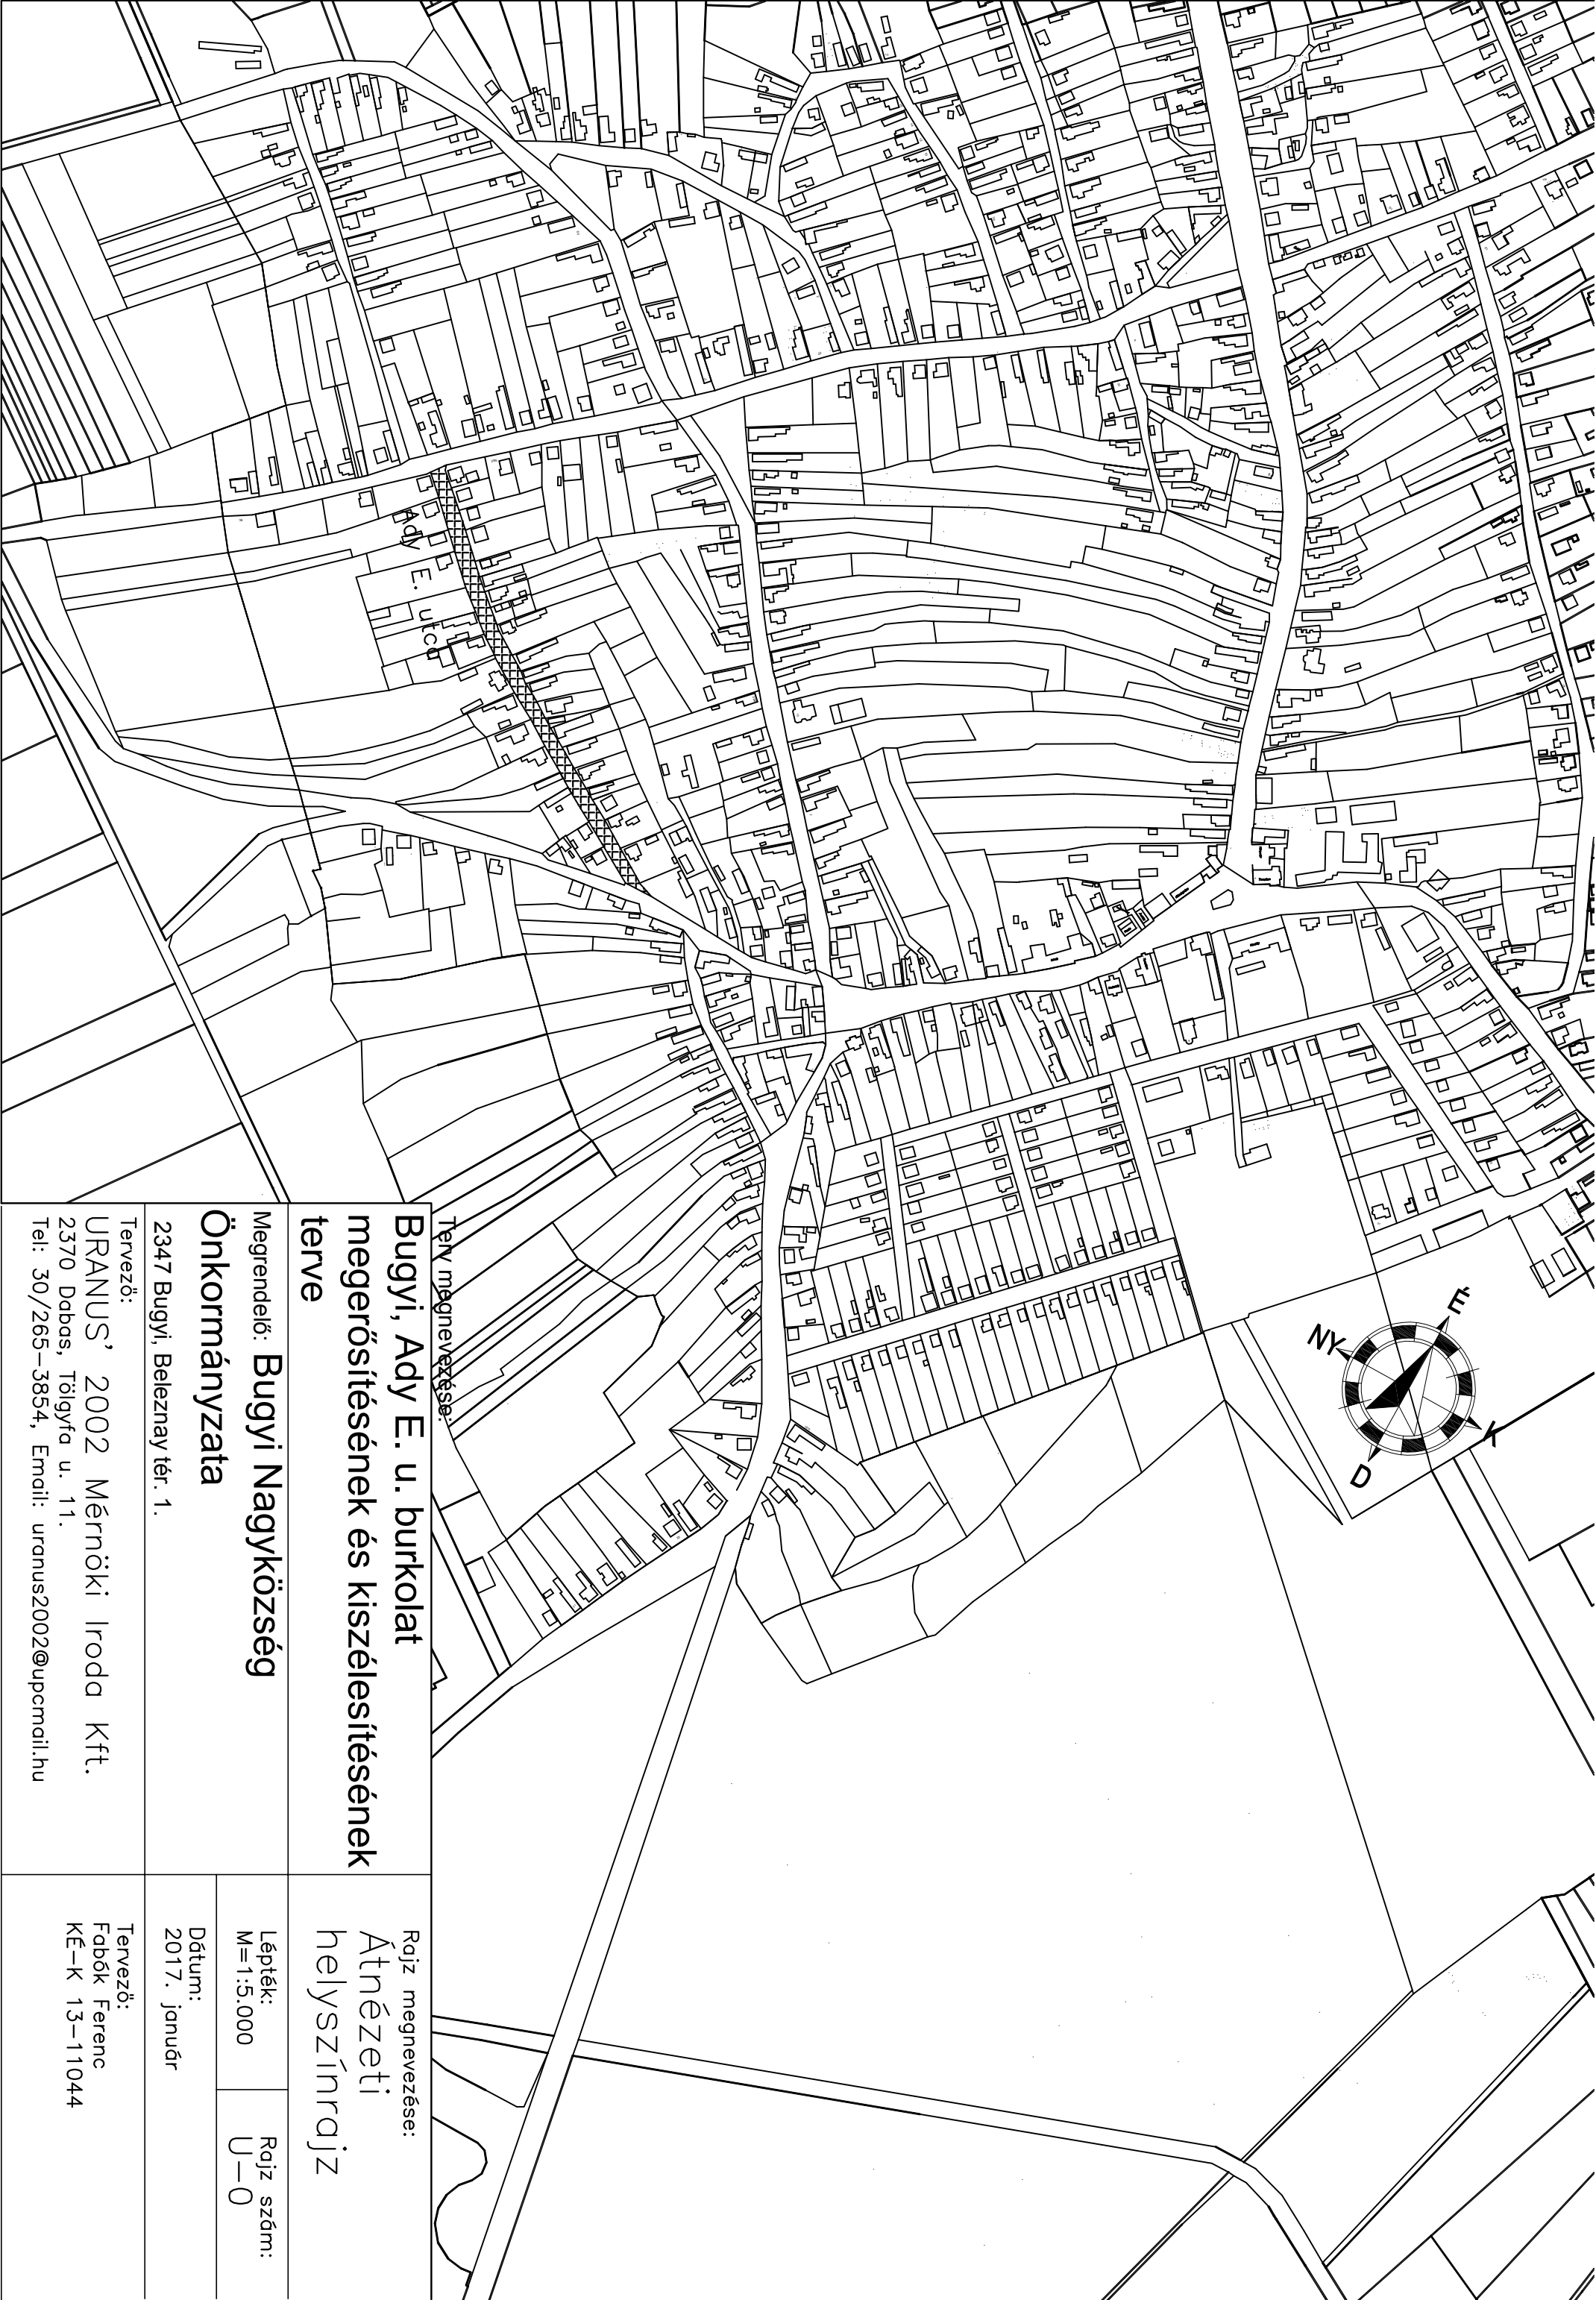 Ady E. utca
É
NY
K
D
Terv megnevezése:
Bugyi, Ady E. u. burkolat
megerősítésének és kiszélesítésének
terve
Rajz megnevezése:
Átnézeti
helyszínrajz
Megrendelő: Bugyi Nagyközség
Önkormányzata
2347 Bugyi, Beleznay tér. 1.
Lépték:
M=1:5.000
Rajz szám:
U-0
Dátum:
2017. január
Tervező:
URANUS' 2002 Mérnöki Iroda Kft.
2370 Dabas, Tölgyfa u. 11.
Tel: 30/265-3854, Email: uranus2002@upcmail.hu
Tervező:
Fabók Ferenc
KÉ-K 13-11044